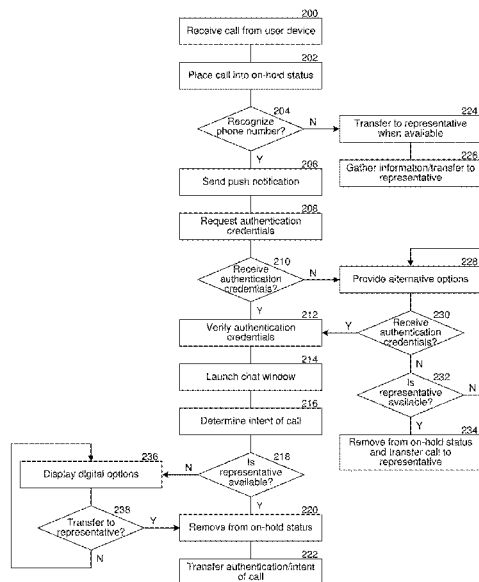 200
Receive call from user device
202
Place call into on-hold status
204
Recognize
phone number?
N
Y
224
Transfer to representative
when available
226
Gather information/transfer to
representative
206
Send push notification
208
Request authentication
credentials
210
Receive
authentication
credentials?
N
Y
228
Provide alternative options
230
Receive
authentication
credentials?
Y
N
212
Verify authentication
credentials
232
Is
representative
available?
N
Y
214
Launch chat window
216
Determine intent of call
234
Remove from on-hold status
and transfer call to
representative
218
Is
representative
available?
N
Y
236
Display digital options
238
Transfer to
representative?
Y
N
220
Remove from on-hold status
222
Transfer authentication/intent
of call